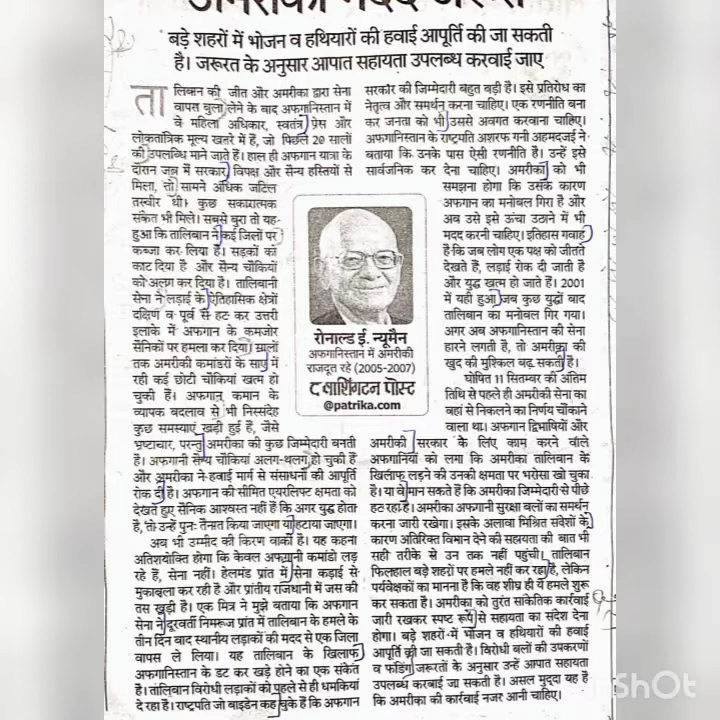 बड़े शहरों में भोजन व हथियारों की हवाई आपूर्ति की जा सकती
है। जरूरत के अनुसार आपात सहायता उपलब्ध करवाई जाए
तालिबान की जीत और अमरीका द्वारा सेना
वापस बुला लेने के बाद अफगानिस्तान में
वे महिला अधिकार, स्वतंत्र प्रेस और
लोकतांत्रिक मूल्य खतरे में हैं, जो पिछले 20 सालों
की उपलब्धि माने जाते हैं। हाल ही अफगान यात्रा के
दौरान जब मैं सरकार, विपक्ष और सैन्य हस्तियों से
मिला, तो सामने अधिक जटिल
तस्वीर थी। कुछ सकारात्मक
संकेत भी मिले। सबसे बुरा तो यह
हुआ कि तालिबान ने कई जिलों पर
कब्जा कर लिया है। सड़कों को
काट दिया है और सैन्य चौकियों
को अलग कर दिया है। तालिबानी
सेना ने लड़ाई के ऐतिहासिक क्षेत्रों
दक्षिण व पूर्व से हट कर उत्तरी
इलाके में अफगान के कमजोर
सैनिकों पर हमला कर दिया। सालों
तक अमरीकी कमांडरों के साए में
रही कई छोटी चौकियां खत्म हो
चुकी हैं। अफगान कमान के
व्यापक बदलाव से भी निस्संदेह
कुछ समस्याएं खड़ी हुई हैं, जैसे
भ्रष्टाचार, परन्तु अमरीका की कुछ जिम्मेदारी बनती
है। अफगानी सैन्य चौकियां अलग-थलग हो चुकी हैं
और अमरीका ने हवाई मार्ग से संसाधनों की आपूर्ति
रोक दी है। अफगान की सीमित एयरलिफ्ट क्षमता को
देखते हुए सैनिक आश्वस्त नहीं हैं कि अगर युद्ध होता
है, तो उन्हें पुनः तैनात किया जाएगा या हटाया जाएगा।
अब भी उम्मीद की किरण बाकी है। यह कहना
अतिशयोक्ति होगा कि केवल अफगानी कमांडो लड़
रहे हैं, सेना नहीं। हेलमंड प्रांत में सेना कड़ाई से
मुकाबला कर रही है और प्रांतीय राजधानी में जस की
तस खड़ी है। एक मित्र ने मुझे बताया कि अफगान
सेना ने दूरवर्ती निमरूज प्रांत में तालिबान के हमले के
तीन दिन बाद स्थानीय लड़ाकों की मदद से एक जिला
वापस ले लिया। यह तालिबान के खिलाफ
अफगानिस्तान के डट कर खड़े होने का एक संकेत
है। तालिबान विरोधी लड़ाकों को पहले से ही धमकियां
दे रहा है। राष्ट्रपति जो बाइडेन कह चुके हैं कि अफगान
रोनाल्ड ई. न्यूमैन
अफगानिस्तान में अमरीकी
राजदूत रहे (2005-2007)
द वाशिंगटन पोस्ट
@patrika.com
सरकार की जिम्मेदारी बहुत बड़ी है। इसे प्रतिरोध का
नेतृत्व और समर्थन करना चाहिए। एक रणनीति बना
कर जनता को भी उससे अवगत करवाना चाहिए।
अफगानिस्तान के राष्ट्रपति अशरफ गनी अहमदजई ने
बताया कि उनके पास ऐसी रणनीति है। उन्हें इसे
सार्वजनिक कर देना चाहिए। अमरीका को भी
समझना होगा कि उसके कारण
अफगान का मनोबल गिरा है और
अब उसे इसे ऊंचा उठाने में भी
मदद करनी चाहिए। इतिहास गवाह
है कि जब लोग एक पक्ष को जीतते
देखते हैं, लड़ाई रोक दी जाती है
और युद्ध खत्म हो जाते हैं। 2001
में यही हुआ जब कुछ युद्धों बाद
तालिबान का मनोबल गिर गया।
अगर अब अफगानिस्तान की सेना
हारने लगती है, तो अमरीका की
खुद की मुश्किल बढ़ सकती है।
घोषित 11 सितम्बर की अंतिम
तिथि से पहले ही अमरीकी सेना का
वहां से निकलने का निर्णय चौंकाने
वाला था। अफगान द्विभाषियों और
अमरीकी सरकार के लिए काम करने वाले
अफगानियों को लगा कि अमरीका तालिबान के
खिलाफ लड़ने की उनकी क्षमता पर भरोसा खो चुका
है। या वे मान सकते हैं कि अमरीका जिम्मेदारी से पीछे
हट रहा है। अमरीका अफगानी सुरक्षा बलों का समर्थन
करना जारी रखेगा। इसके अलावा मिश्रित संदेशों के
कारण अतिरिक्त विमान देने की सहायता की बात भी
सही तरीके से उन तक नहीं पहुंची। तालिबान
फिलहाल बड़े शहरों पर हमले नहीं कर रहा है, लेकिन
पर्यवेक्षकों का मानना है कि वह शीघ्र ही ये हमले शुरू
कर सकता है। अमरीका को तुरंत सांकेतिक कार्रवाई
जारी रखकर स्पष्ट रूप से सहायता का संदेश देना
होगा। बड़े शहरों में भोजन व हथियारों की हवाई
आपूर्ति की जा सकती है। विरोधी बलों की उपकरणों
व फंडिंग जरूरतों के अनुसार उन्हें आपात सहायता
उपलब्ध करवाई जा सकती है। असल मुद्दा यह है
कि अमरीका की कार्रवाई नजर आनी चाहिए।